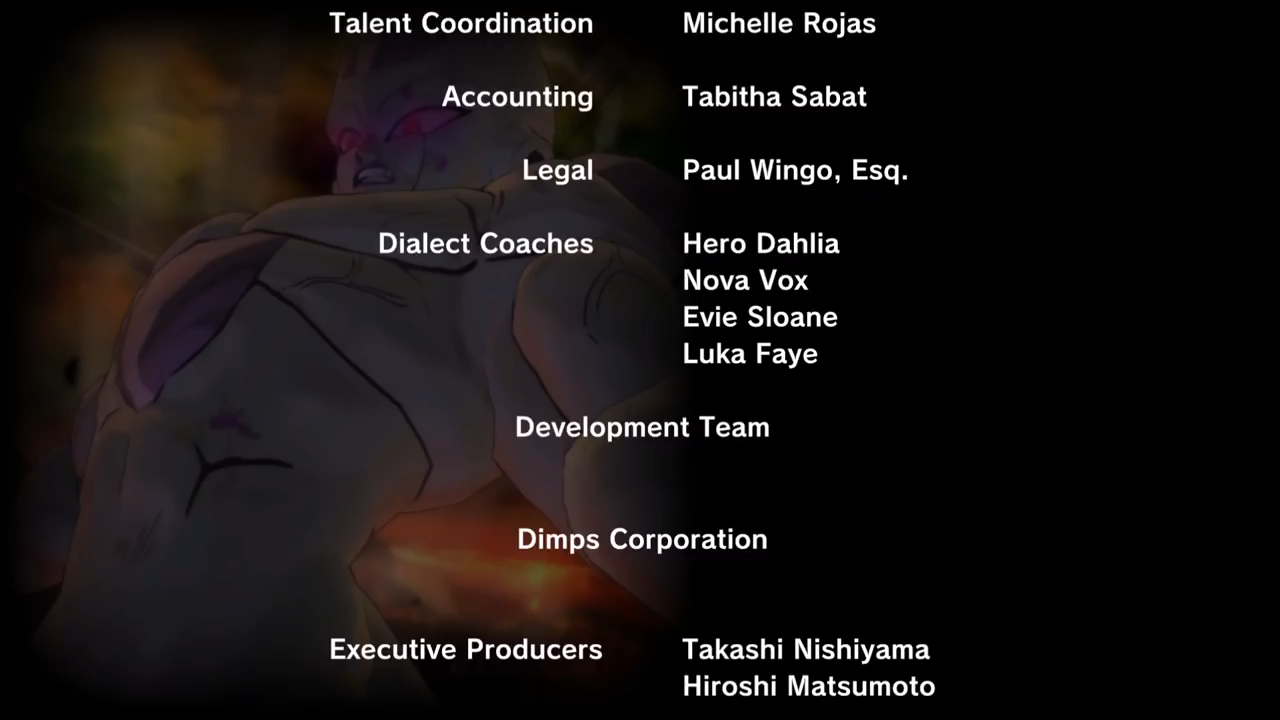 Talent Coordination Michelle Rojas
Accounting Tabitha Sabat
Legal Paul Wingo, Esq.
Dialect Coaches Hero Dahlia
Nova Vox
Evie Sloane
Luka Faye
Development Team
Dimps Corporation
Executive Producers Takashi Nishiyama
Hiroshi Matsumoto